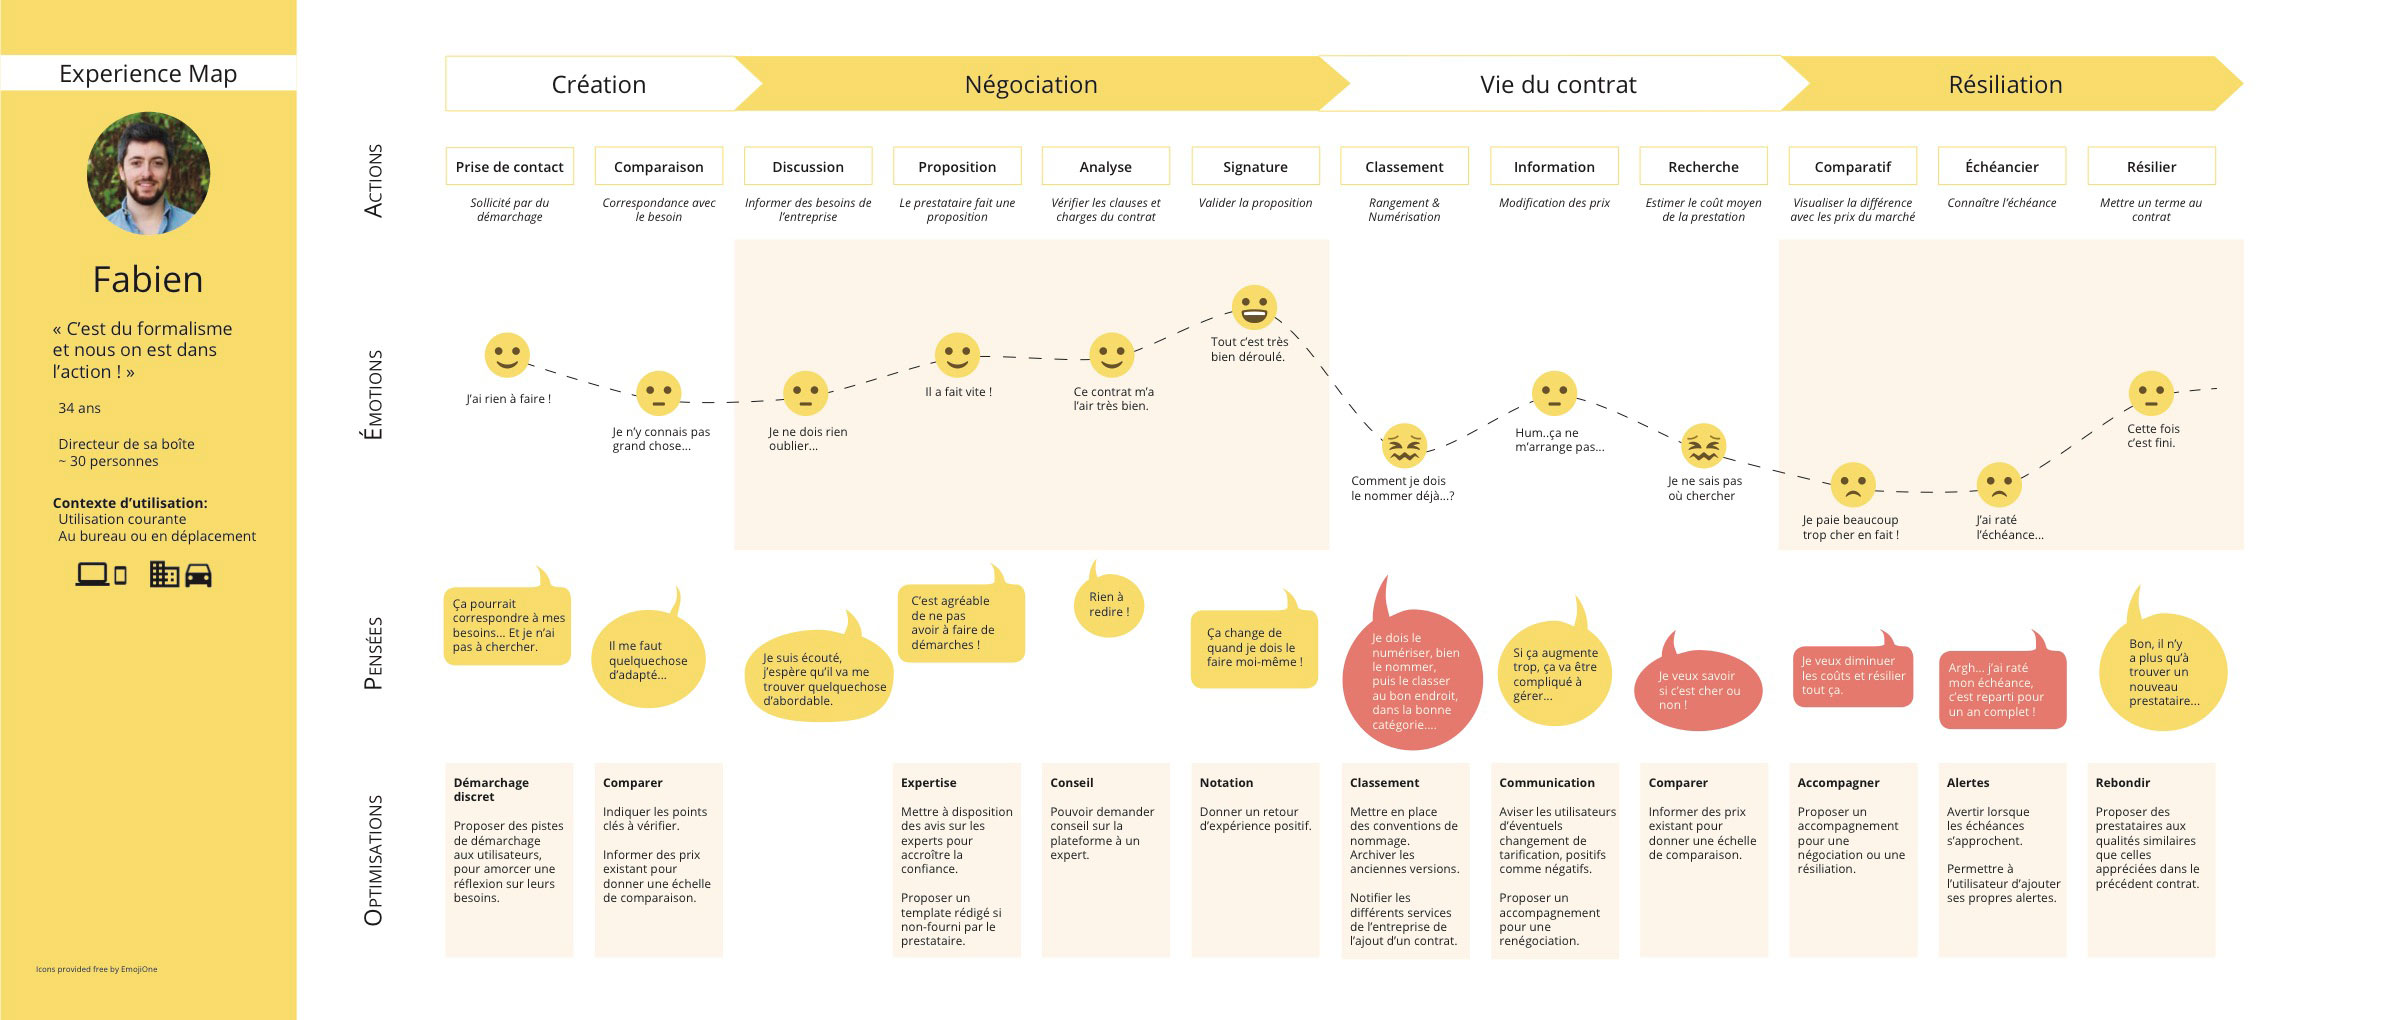 Experience Map
Fabien
« C’est du formalisme
et nous on est dans
l’action ! »
34 ans
Directeur de sa boîte
~ 30 personnes
Contexte d’utilisation:
Utilisation courante
Au bureau ou en déplacement
Icons provided free by EmojiOne
Création
Négociation
Vie du contrat
Résiliation
ACTIONS
Prise de contact
Sollicité par du
démarchage
Comparaison
Correspondance avec
le besoin
Discussion
Informer des besoins de
l’entreprise
Proposition
Le prestataire fait une
proposition
Analyse
Vérifier les clauses et
charges du contrat
Signature
Valider la proposition
Classement
Rangement &
Numérisation
Information
Modification des prix
Recherche
Estimer le coût moyen
de la prestation
Comparatif
Visualiser la différence
avec les prix du marché
Échéancier
Connaître l’échéance
Résilier
Mettre un terme au
contrat
ÉMOTIONS
J’ai rien à faire !
Je n’y connais pas
grand chose...
Je ne dois rien
oublier...
Il a fait vite !
Ce contrat m’a
l’air très bien.
Tout c’est très
bien déroulé.
Comment je dois
le nommer déjà...?
Hum..ça ne
m’arrange pas...
Je ne sais pas
où chercher
Je paie beaucoup
trop cher en fait !
J’ai raté
l’échéance...
Cette fois
c’est fini.
PENSÉES
Ça pourrait
correspondre à mes
besoins... Et je n’ai
pas à chercher.
Il me faut
quelquechose
d’adapté...
Je suis écouté,
j’espère qu’il va me
trouver quelquechose
d’abordable.
C’est agréable
de ne pas
avoir à faire de
démarches !
Rien à
redire !
Ça change de
quand je dois le
faire moi-même !
Je dois le
numériser, bien
le nommer,
puis le classer
au bon endroit,
dans la bonne
catégorie....
Si ça augmente
trop, ça va être
compliqué à
gérer...
Je veux savoir
si c’est cher ou
non !
Je veux diminuer
les coûts et résilier
tout ça.
Argh... j’ai raté
mon échéance,
c’est reparti pour
un an complet !
Bon, il n’y
a plus qu’à
trouver un
nouveau
prestataire...
OPTIMISATIONS
Démarchage
discret
Proposer des pistes
de démarchage
aux utilisateurs,
pour amorcer une
réflexion sur leurs
besoins.
Comparer
Indiquer les points
clés à vérifier.
Informer des prix
existant pour
donner une échelle
de comparaison.
Expertise
Mettre à disposition
des avis sur les
experts pour
accroître la
confiance.
Proposer un
template rédigé si
non-fourni par le
prestataire.
Conseil
Pouvoir demander
conseil sur la
plateforme à un
expert.
Notation
Donner un retour
d’expérience positif.
Classement
Mettre en place
des conventions de
nommage.
Archiver les
anciennes versions.
Notifier les
différents services
de l’entreprise de
l’ajout d’un contrat.
Communication
Aviser les utilisateurs
d’éventuels
changement de
tarification, positifs
comme négatifs.
Proposer un
accompagnement
pour une
renégociation.
Comparer
Informer des prix
existant pour
donner une échelle
de comparaison.
Accompagner
Proposer un
accompagnement
pour une
négociation ou une
résiliation.
Alertes
Avertir lorsque
les échéances
s’approchent.
Permettre à
l’utilisateur d’ajouter
ses propres alertes.
Rebondir
Proposer des
prestataires aux
qualités similaires
que celles
appréciées dans le
précédent contrat.